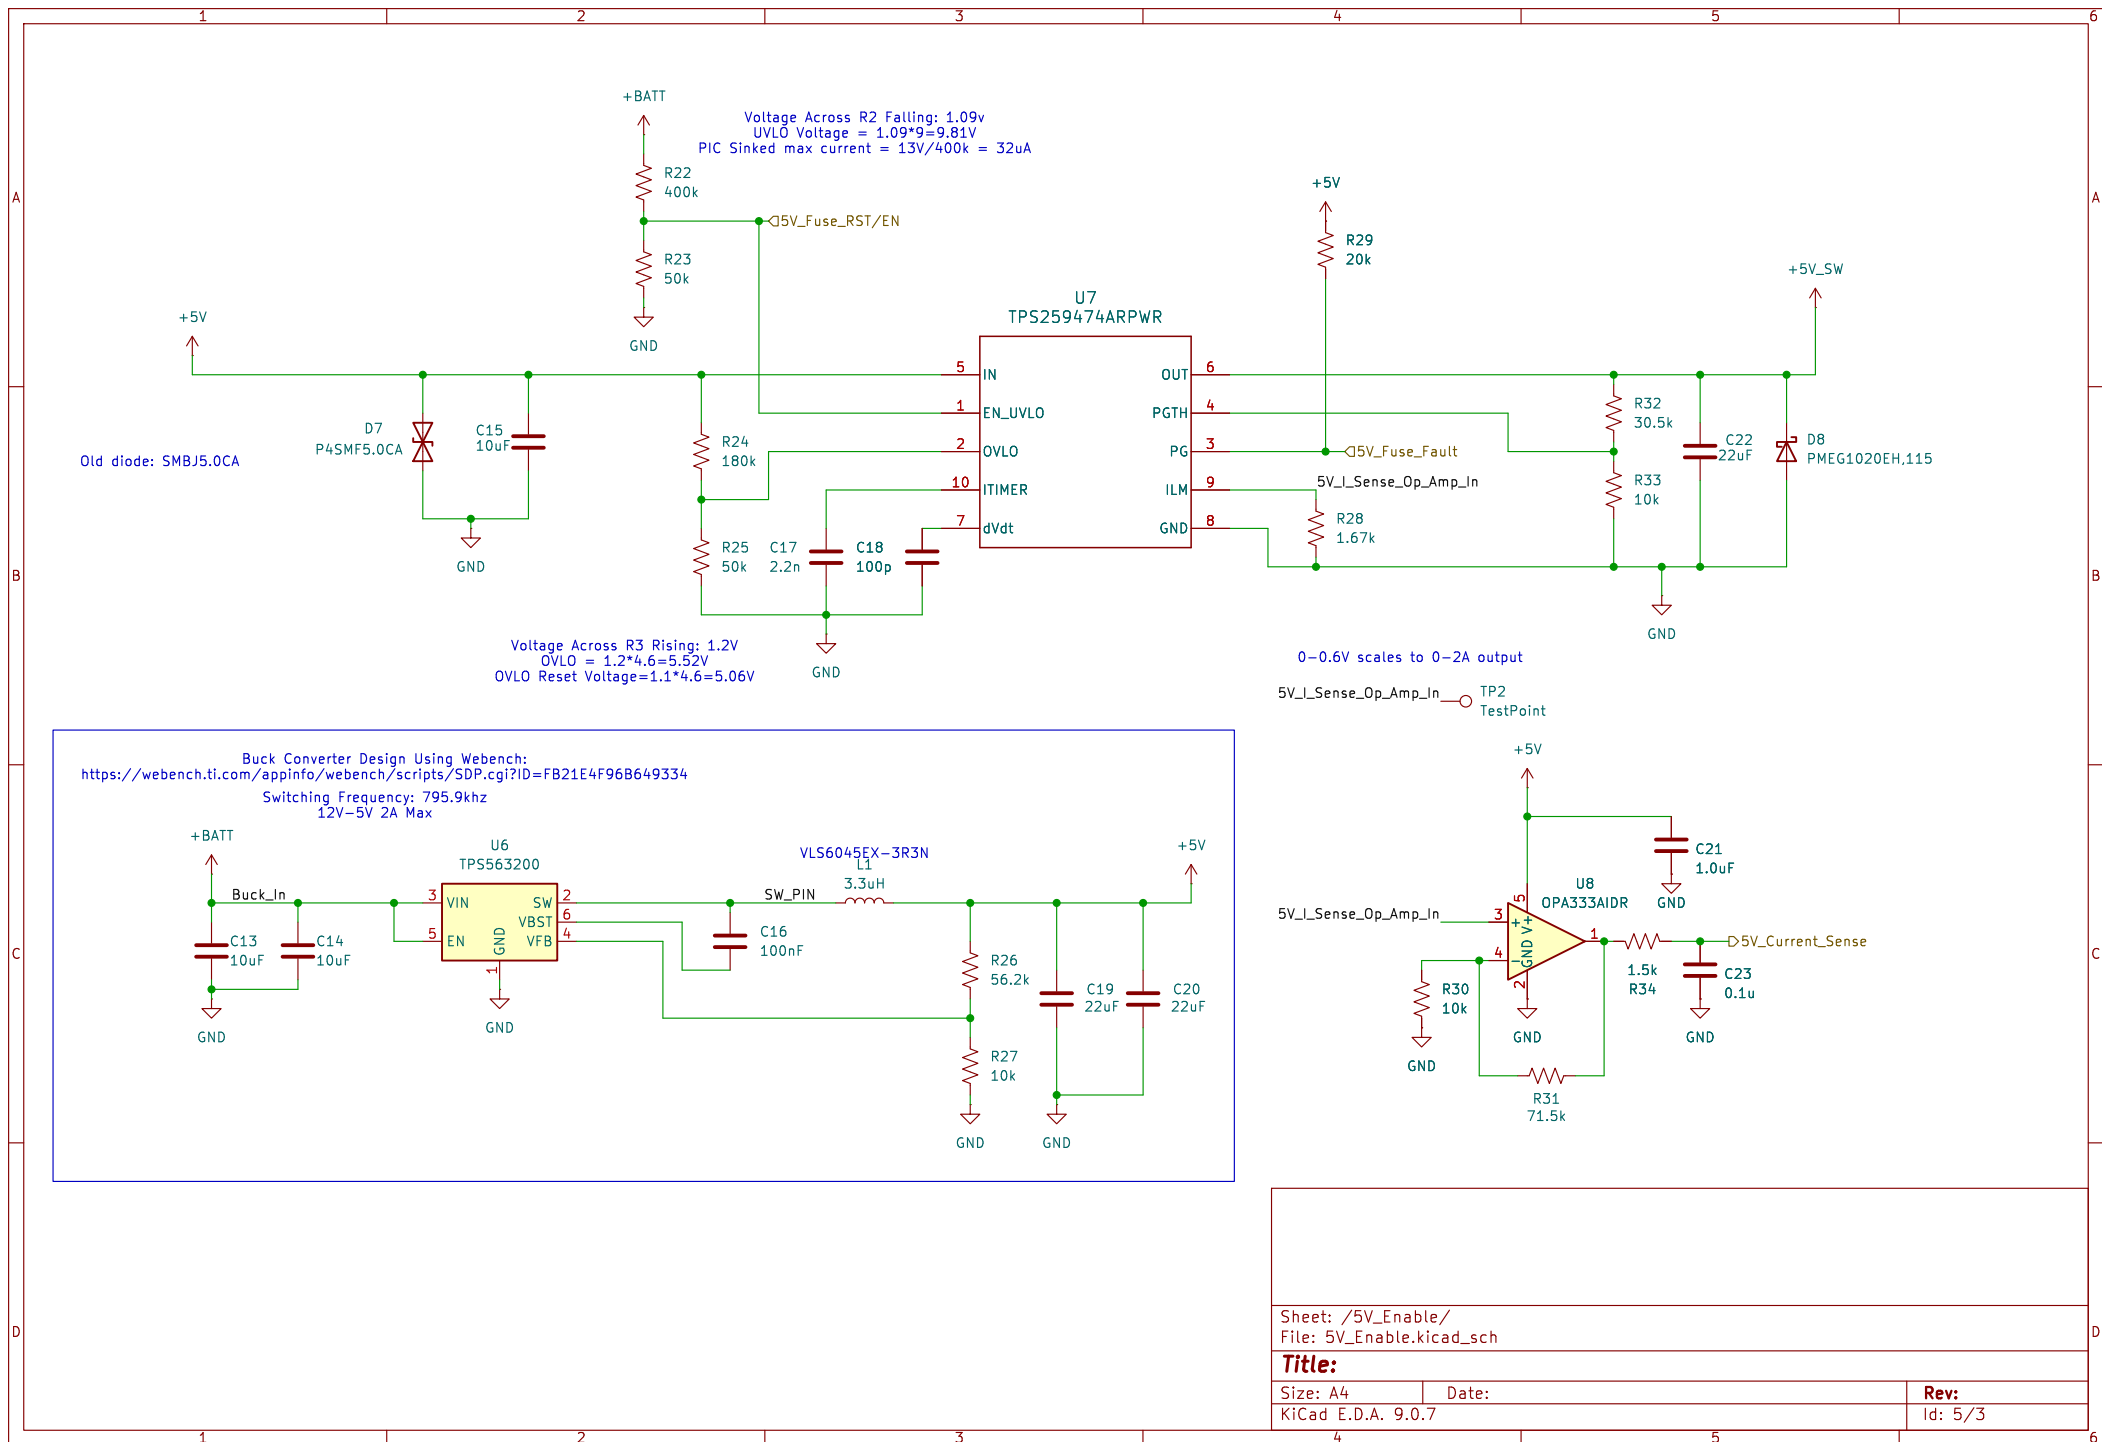 1 2 3 4 5 6
A
B
C
D
A
B
C
D
1 2 3 4 5 6
+BATT
Voltage Across R2 Falling: 1.09v
UVLO Voltage = 1.09*9=9.81V
PIC Sinked max current = 13V/400k = 32uA
R22
400k
5V_Fuse_RST/EN
R23
50k
GND
+5V
R29
20k
+5V_SW
+5V
U7
TPS259474ARPWR
5 IN
1 EN_UVLO
2 OVLO
10 ITIMER
7 dVdt
OUT 6
PGTH 4
PG 3
ILM 9
GND 8
D7
P4SMF5.0CA
C15
10uF
Old diode: SMBJ5.0CA
GND
R24
180k
R25
50k
C17
2.2n
C18
100p
GND
5V_Fuse_Fault
5V_I_Sense_Op_Amp_In
R28
1.67k
R32
30.5k
R33
10k
C22
22uF
D8
PMEG1020EH,115
GND
Voltage Across R3 Rising: 1.2V
OVLO = 1.2*4.6=5.52V
OVLO Reset Voltage=1.1*4.6=5.06V
0-0.6V scales to 0-2A output
5V_I_Sense_Op_Amp_In
TP2
TestPoint
Buck Converter Design Using Webench:
https://webench.ti.com/appinfo/webench/scripts/SDP.cgi?ID=FB21E4F96B649334
Switching Frequency: 795.9khz
12V-5V 2A Max
+BATT
Buck_In
U6
TPS563200
3 VIN
5 EN
SW 2
VBST 6
VFB 4
GND
1
GND
C13
10uF
C14
10uF
GND
SW_PIN
VLS6045EX-3R3N
L1
3.3uH
C16
100nF
+5V
R26
56.2k
R27
10k
GND
C19
22uF
C20
22uF
GND
+5V
C21
1.0uF
GND
U8
OPA333AIDR
5V_I_Sense_Op_Amp_In
3
4
5
2
1
+
-
V+
GND
GND
R30
10k
GND
R31
71.5k
1.5k
R34
5V_Current_Sense
C23
0.1u
GND
Sheet: /5V_Enable/
File: 5V_Enable.kicad_sch
Title:
Size: A4 Date: Rev:
KiCad E.D.A. 9.0.7 Id: 5/3